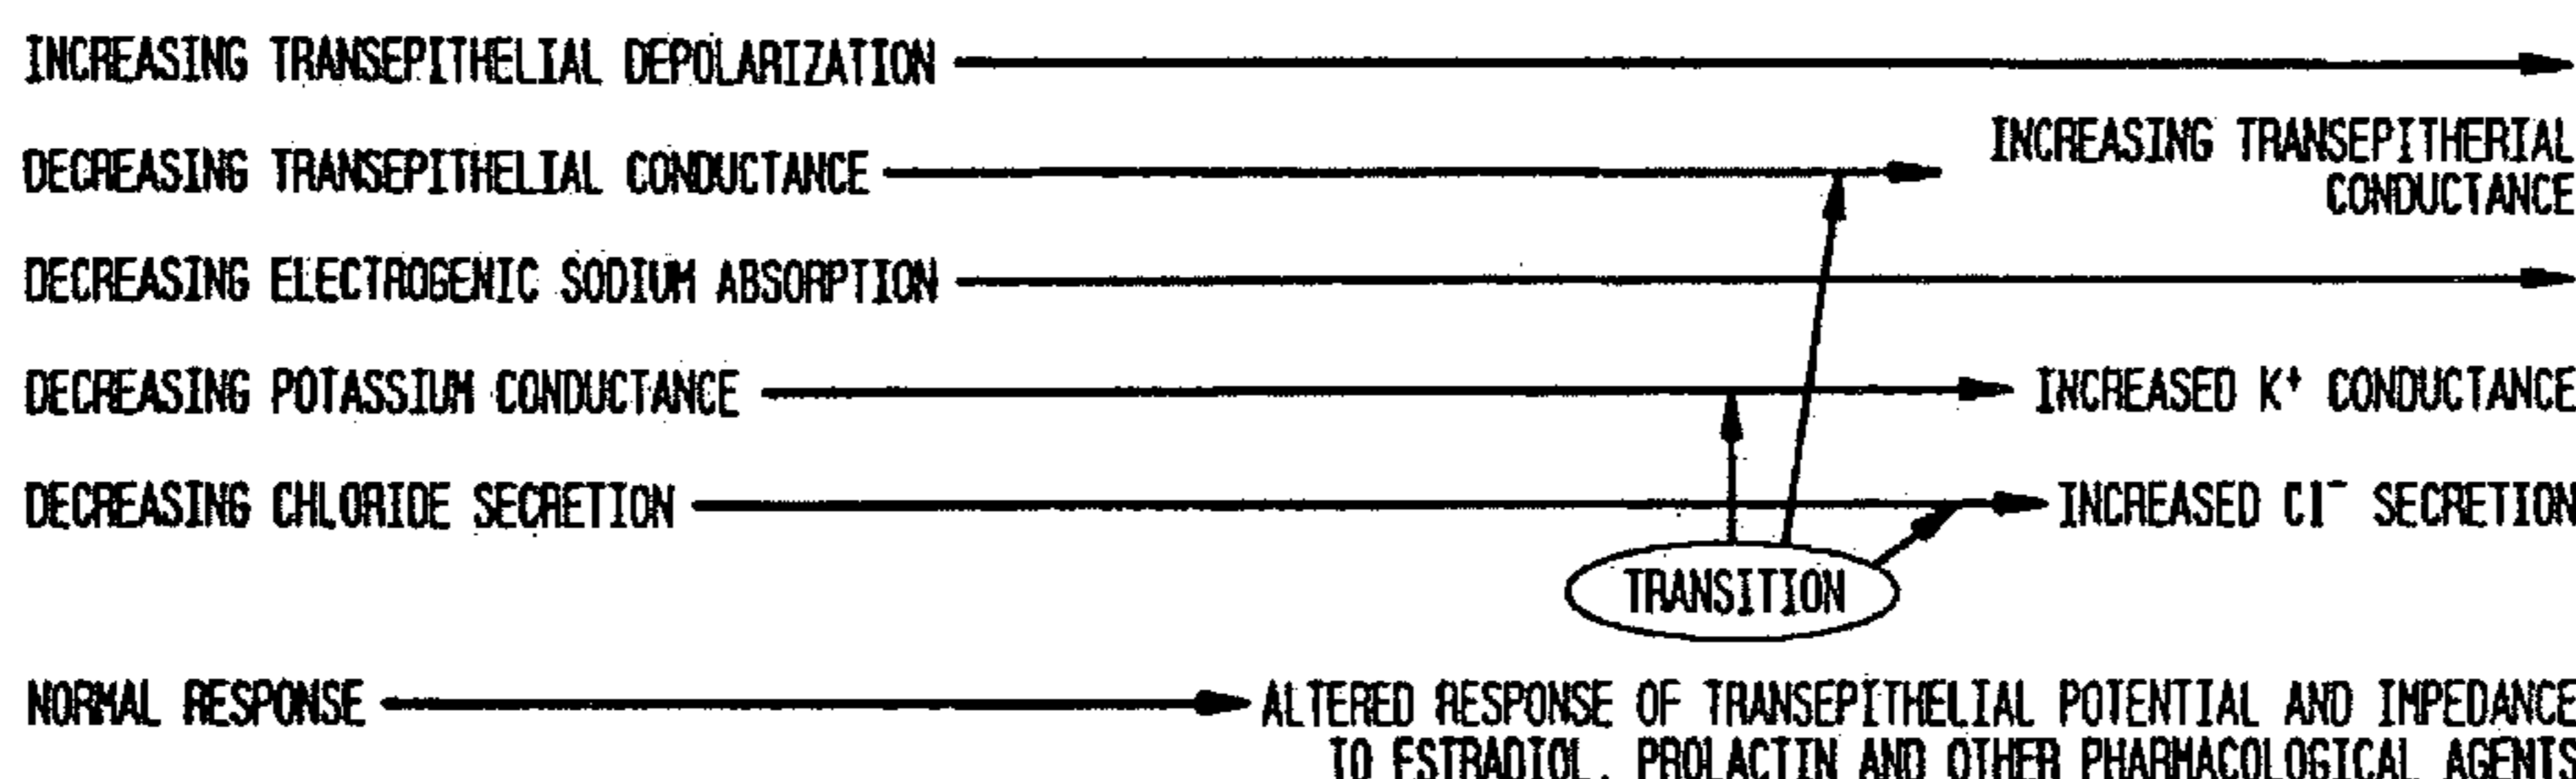 INCREASING TRANSEPITHELIAL DEPOLARIZATION
DECREASING TRANSEPITHELIAL CONDUCTANCE
INCREASING TRANSEPITHERIAL
CONDUCTANCE
DECREASING ELECTROGENIC SODIUM ABSORPTION
DECREASING POTASSIUM CONDUCTANCE
INCREASED K⁺ CONDUCTANCE
DECREASING CHLORIDE SECRETION
INCREASED Cl⁻ SECRETION
TRANSITION
NORMAL RESPONSE
ALTERED RESPONSE OF TRANSEPITHELIAL POTENTIAL AND IMPEDANCE
TO ESTRADIOL, PROLACTIN AND OTHER PHARMACOLOGICAL AGENTS